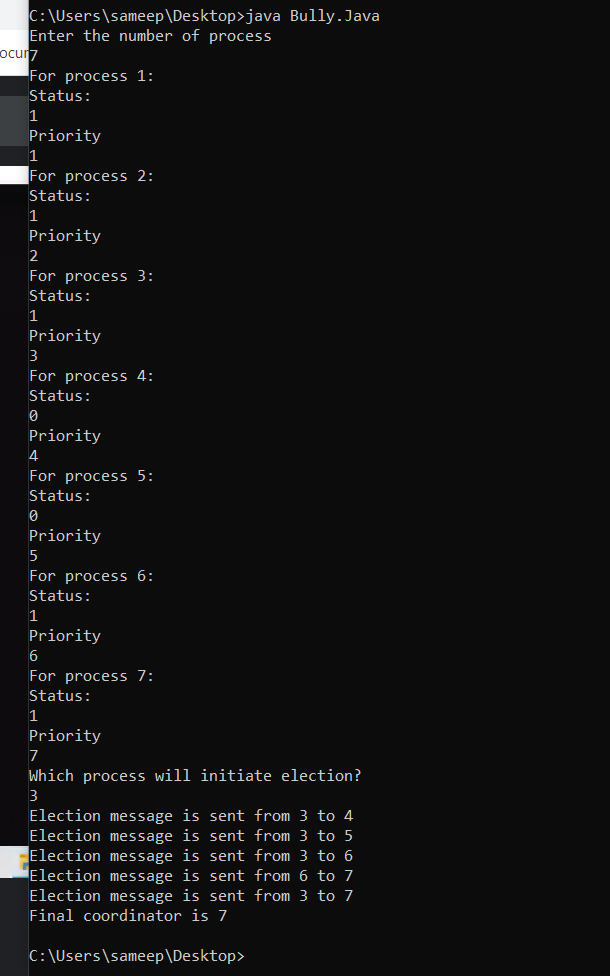 C:\Users\sameep\Desktop>java Bully.Java
Enter the number of process
ocur
7
For process 1:
Status:
1
Priority
1
For process 2:
Status:
1
Priority
2
For process 3:
Status:
1
Priority
3
For process 4:
Status:
0
Priority
4
For process 5:
Status:
0
Priority
5
For process 6:
Status:
1
Priority
6
For process 7:
Status:
1
Priority
7
Which process will initiate election?
3
Election message is sent from 3 to 4
Election message is sent from 3 to 5
Election message is sent from 3 to 6
Election message is sent from 6 to 7
Election message is sent from 3 to 7
Final coordinator is 7
C:\Users\sameep\Desktop>